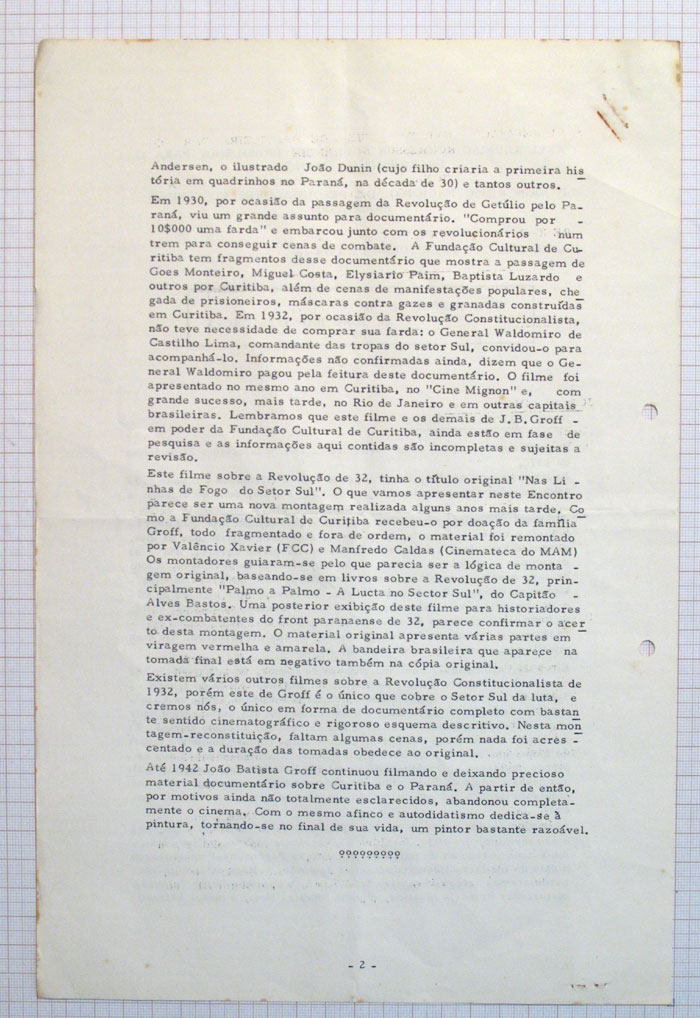 Andersen, o ilustrado João Dunin (cujo filho criaria a primeira his
tória em quadrinhos no Paraná, na década de 30) e tantos outros.
Em 1930, por ocasião da passagem da Revolução de Getúlio pelo Pa-
raná, viu um grande assunto para documentário. "Comprou por -
10$000 uma farda" e embarcou junto com os revolucionários num
trem para conseguir cenas de combate. A Fundação Cultural de Cu-
ritiba tem fragmentos desse documentário que mostra a passagem de
Goes Monteiro, Miguel Costa, Elysiario Paim, Baptista Luzardo e
outros por Curitiba, além de cenas de manifestações populares, che
gada de prisioneiros, máscaras contra gazes e granadas construídas
em Curitiba. Em 1932, por ocasião da Revolução Constitucionalista,
não teve necessidade de comprar sua farda: o General Waldomiro de
Castilho Lima, comandante das tropas do setor Sul, convidou-o para
acompanhá-lo. Informações não confirmadas ainda, dizem que o Ge-
neral Waldomiro pagou pela feitura deste documentário. O filme foi
apresentado no mesmo ano em Curitiba, no "Cine Mignon" e, com
grande sucesso, mais tarde, no Rio de Janeiro e em outras capitais
brasileiras. Lembramos que este filme e os demais de J.B.Groff -
em poder da Fundação Cultural de Curitiba, ainda estão em fase de
pesquisa e as informações aqui contidas são incompletas e sujeitas a
revisão.
Este filme sobre a Revolução de 32, tinha o título original "Nas Li -
nhas de Fogo do Setor Sul". O que vamos apresentar neste Encontro
parece ser uma nova montagem realizada alguns anos mais tarde. Co
mo a Fundação Cultural de Curitiba recebeu-o por doação da família
Groff, todo fragmentado e fora de ordem, o material foi remontado
por Valêncio Xavier (FCC) e Manfredo Caldas (Cinemateca do MAM)
Os montadores guiaram-se pelo que parecia ser a lógica de monta -
gem original, baseando-se em livros sobre a Revolução de 32, prin-
cipalmente "Palmo a Palmo - A Lucta no Sector Sul", do Capitão -
Alves Bastos. Uma posterior exibição deste filme para historiadores
e ex-combatentes do front paranaense de 32, parece confirmar o acer
to desta montagem. O material original apresenta várias partes em
viragem vermelha e amarela. A bandeira brasileira que aparece na
tomada final está em negativo também na cópia original.
Existem vários outros filmes sobre a Revolução Constitucionalista de
1932, porém este de Groff é o único que cobre o Setor Sul da luta, e
cremos nós, o único em forma de documentário completo com bastan
te sentido cinematográfico e rigoroso esquema descritivo. Nesta mon
tagem-reconstituição, faltam algumas cenas, porém nada foi acres -
centado e a duração das tomadas obedece ao original.
Até 1942 João Batista Groff continuou filmando e deixando precioso
material documentário sobre Curitiba e o Paraná. A partir de então,
por motivos ainda não totalmente esclarecidos, abandonou completa-
mente o cinema. Com o mesmo afinco e autodidatismo dedica-se à
pintura, tornando-se no final de sua vida, um pintor bastante razoável.
ooooooooo
- 2 -